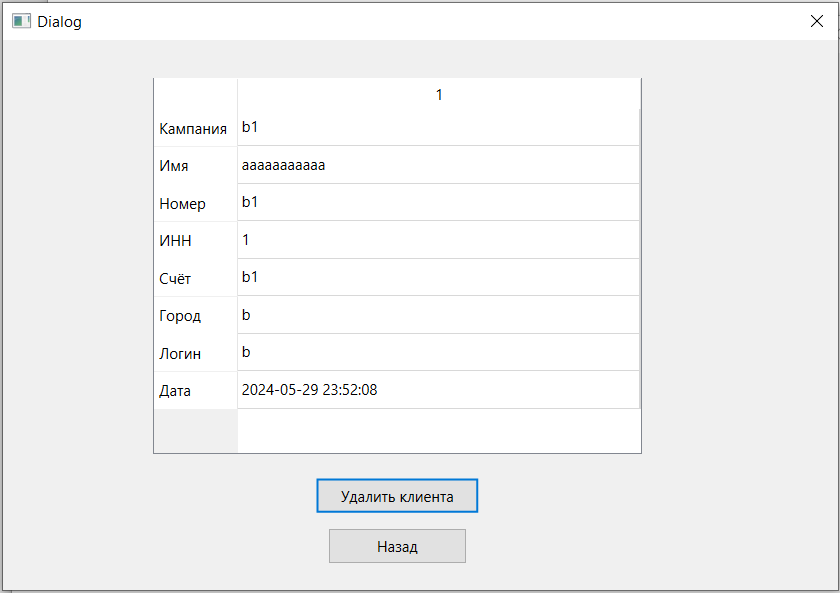 Dialog
1
Кампания b1
Имя aaaaaaaaaaa
Номер b1
ИНН 1
Счёт b1
Город b
Логин b
Дата 2024-05-29 23:52:08
Удалить клиента
Назад